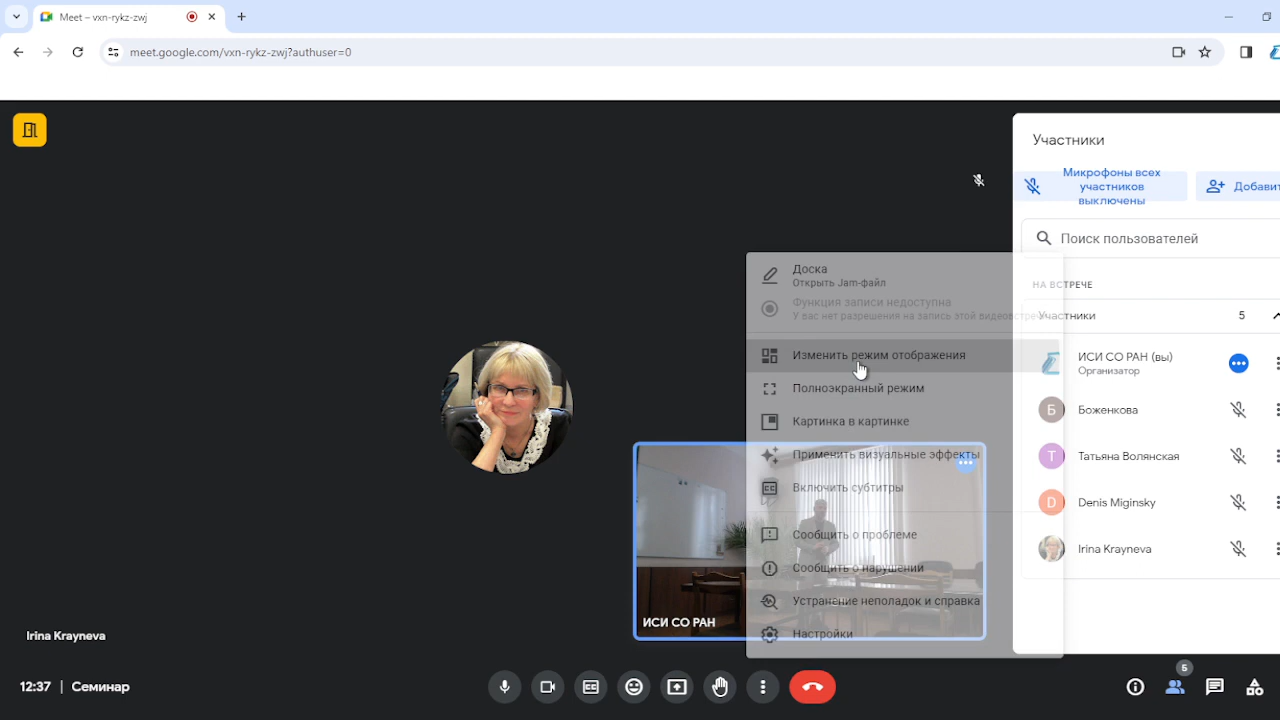 Meet – vxn-rykz-zwj
meet.google.com/vxn-rykz-zwj?authuser=0
Участники
Микрофоны всех
участников
выключены
Добавит
Поиск пользователей
НА ВСТРЕЧЕ
Участники
5
ИСИ СО РАН (вы)
Организатор
Б
Боженкова
Т
Татьяна Волянская
D
Denis Miginsky
Irina Krayneva
Доска
Открыть Jam-файл
Функция записи недоступна
У вас нет разрешения на запись этой видеовстречи
Изменить режим отображения
Полноэкранный режим
Картинка в картинке
Применить визуальные эффекты
Включить субтитры
Сообщить о проблеме
Сообщить о нарушении
Устранение неполадок и справка
Настройки
ИСИ СО РАН
Irina Krayneva
12:37 | Семинар
5